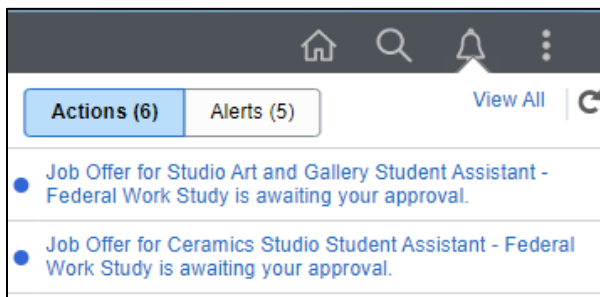 Actions (6)
Alerts (5)
View All
Job Offer for Studio Art and Gallery Student Assistant -
Federal Work Study is awaiting your approval.
Job Offer for Ceramics Studio Student Assistant - Federal
Work Study is awaiting your approval.